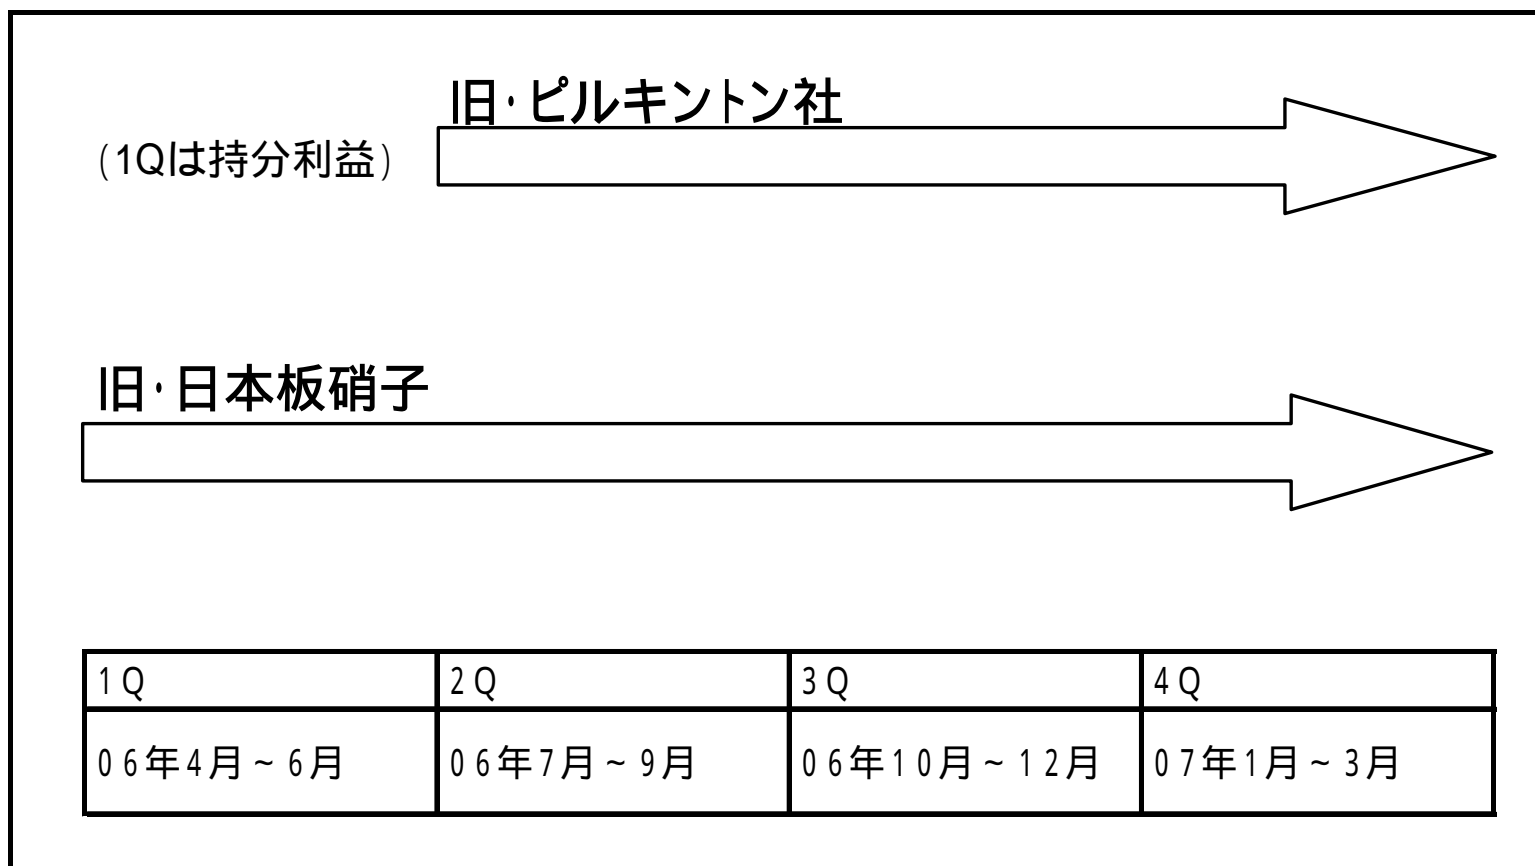 旧・ピルキントン社
(1Qは持分利益)
旧・日本板硝子
1Q
2Q
3Q
4Q
06年4月~6月
06年7月~9月
06年10月~12月
07年1月~3月